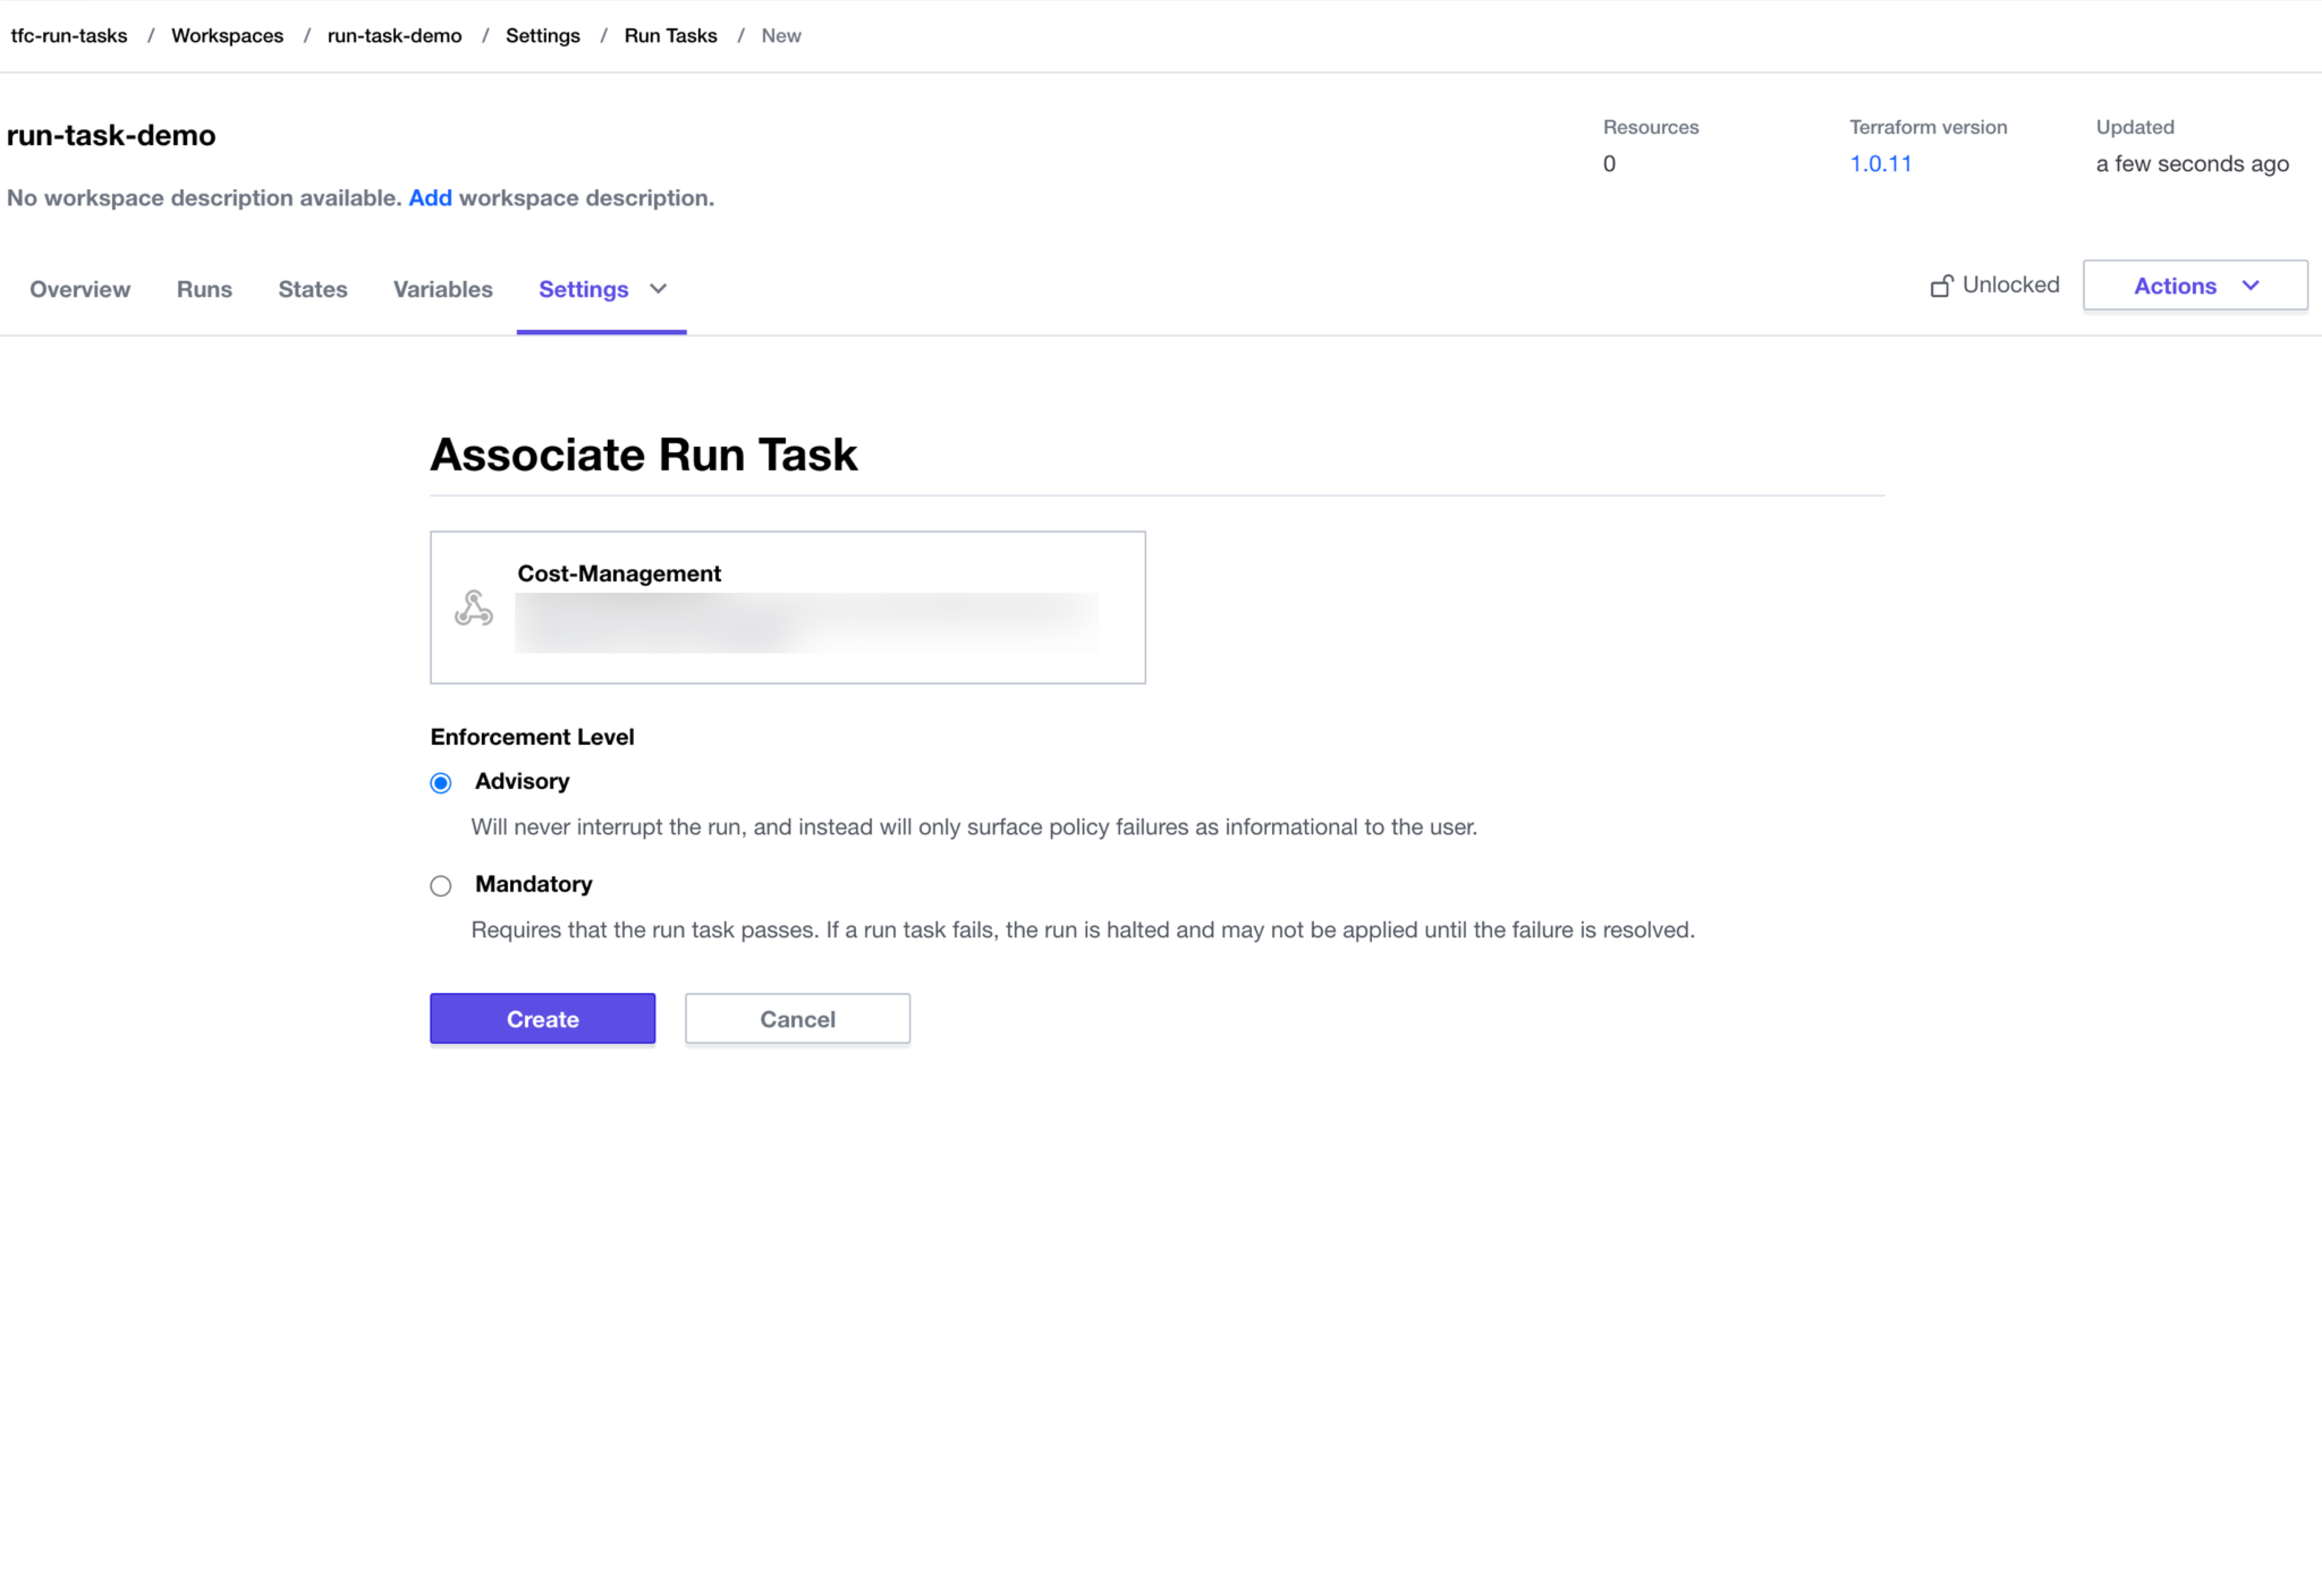 tfc-run-tasks / Workspaces / run-task-demo / Settings / Run Tasks / New
run-task-demo
No workspace description available. Add workspace description.
Resources
0
Terraform version
1.0.11
Updated
a few seconds ago
Overview Runs States Variables Settings
Unlocked
Actions
Associate Run Task
Cost-Management
Enforcement Level
Advisory
Will never interrupt the run, and instead will only surface policy failures as informational to the user.
Mandatory
Requires that the run task passes. If a run task fails, the run is halted and may not be applied until the failure is resolved.
Create Cancel